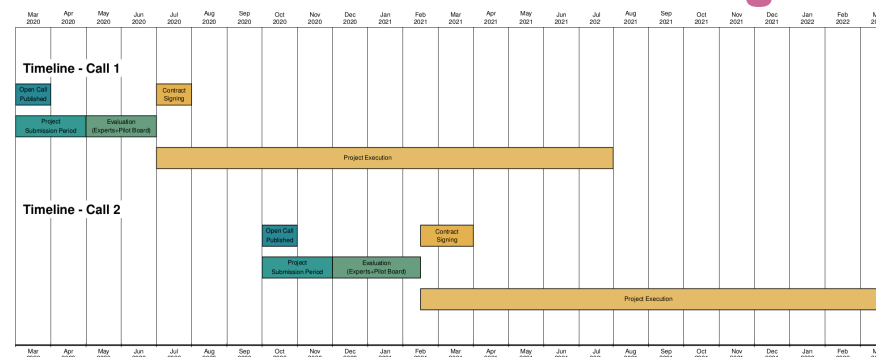 Mar Apr May Jun Jul Aug Sep Oct Nov Dec Jan Feb Mar Apr May Jun Jul Aug Sep Oct Nov Dec Jan Feb
2020 2020 2020 2020 2020 2020 2020 2020 2020 2020 2021 2021 2021 2021 2021 2021 202 2021 2021 2021 2021 2021 2022 2022
Timeline - Call 1
Open Call
Published
Contract
Signing
Project
Submission Period
Evaluation
(Experts+Pilot Board)
Project Execution
Timeline - Call 2
Open Call
Published
Contract
Signing
Project
Submission Period
Evaluation
(Experts+Pilot Board)
Project Execution
Mar Apr May Jun Jul Aug Sep Oct Nov Dec Jan Feb Mar Apr May Jun Jul Aug Sep Oct Nov Dec Jan Feb